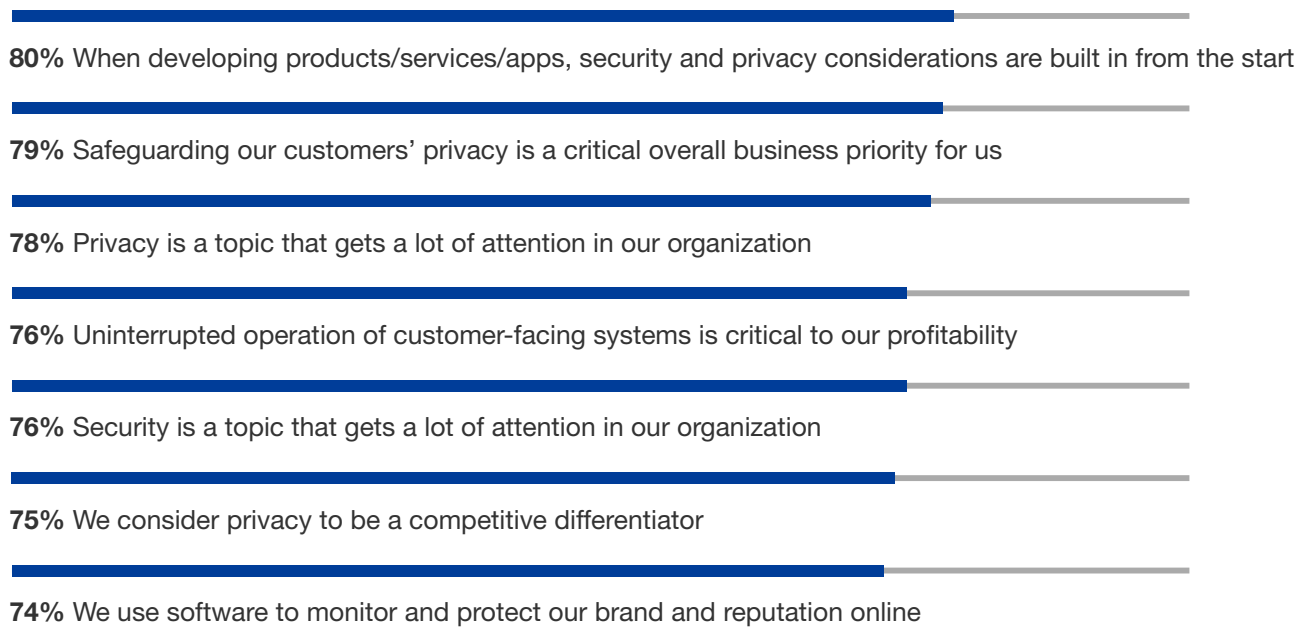 80% When developing products/services/apps, security and privacy considerations are built in from the start
79% Safeguarding our customers’ privacy is a critical overall business priority for us
78% Privacy is a topic that gets a lot of attention in our organization
76% Uninterrupted operation of customer-facing systems is critical to our profitability
76% Security is a topic that gets a lot of attention in our organization
75% We consider privacy to be a competitive differentiator
74% We use software to monitor and protect our brand and reputation online